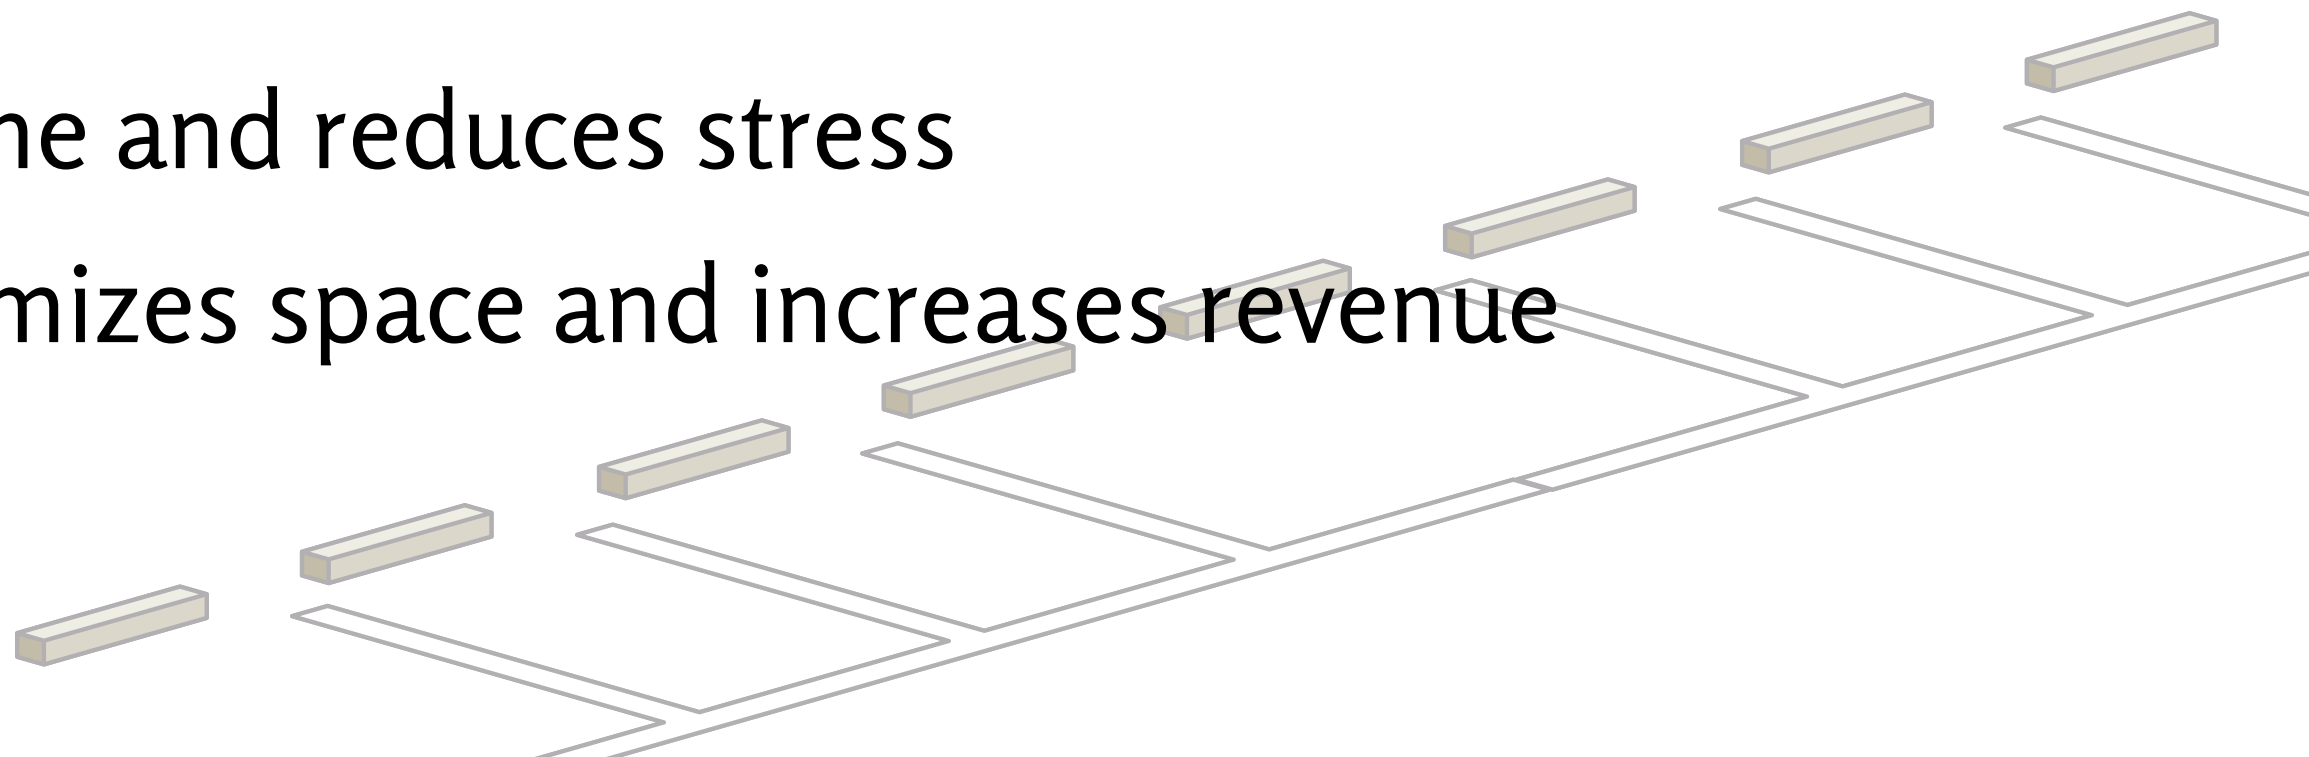 ne and reduces stress
mizes space and increases revenue